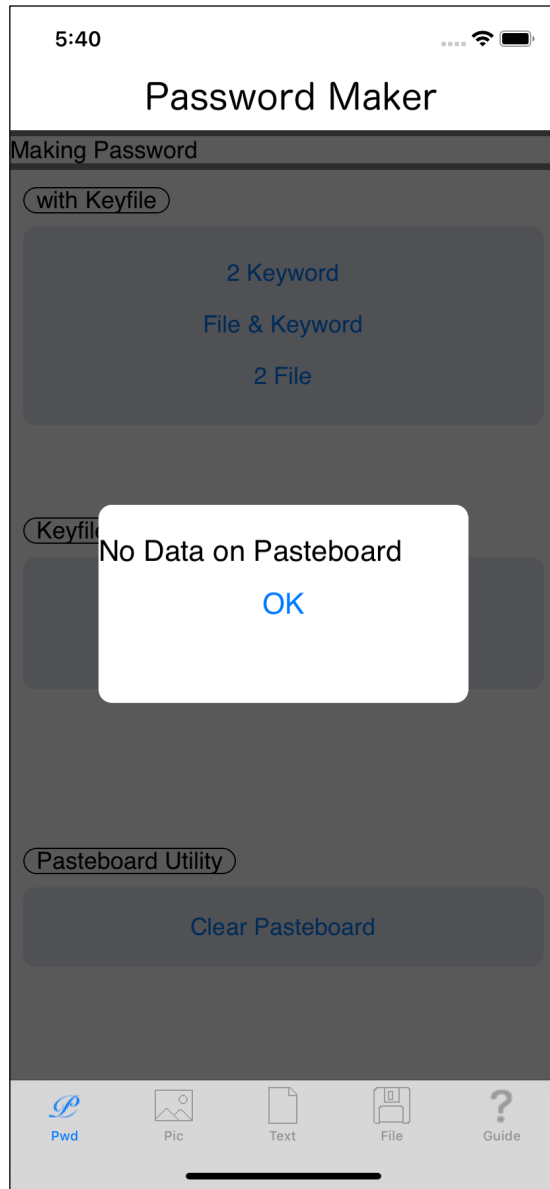 5:40
Password Maker
Making Password
with Keyfile
2 Keyword
File & Keyword
2 File
Keyfile
No Data on Pasteboard
OK
Pasteboard Utility
Clear Pasteboard
Pwd
Pic
Text
File
Guide